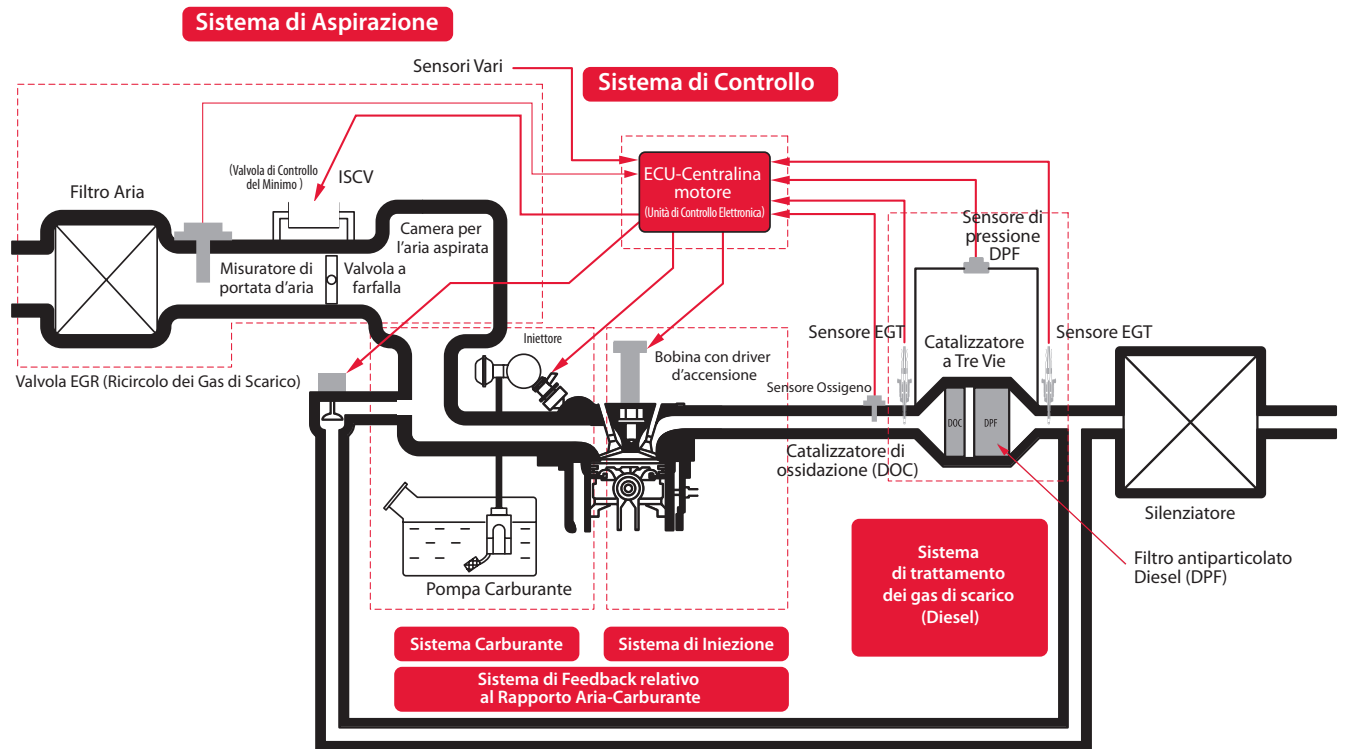 Sistema di Aspirazione
Sensori Vari
Sistema di Controllo
(Valvola di Controllo
del Minimo )
ISCV
ECU-Centralina
motore
(Unità di Controllo Elettronica)
Filtro Aria
Camera per
l'aria aspirata
Sensore di
pressione
DPF
Misuratore di
portata d'aria
Valvola a
farfalla
Iniettore
Bobina con driver
d'accensione
Sensore EGT
Catalizzatore
a Tre Vie
Sensore EGT
Valvola EGR (Ricircolo dei Gas di Scarico)
Sensore Ossigeno
DOC
DPF
Catalizzatore di
ossidazione (DOC)
Silenziatore
Pompa Carburante
Sistema
di trattamento
dei gas di scarico
(Diesel)
Filtro antiparticolato
Diesel (DPF)
Sistema Carburante
Sistema di Iniezione
Sistema di Feedback relativo
al Rapporto Aria-Carburante